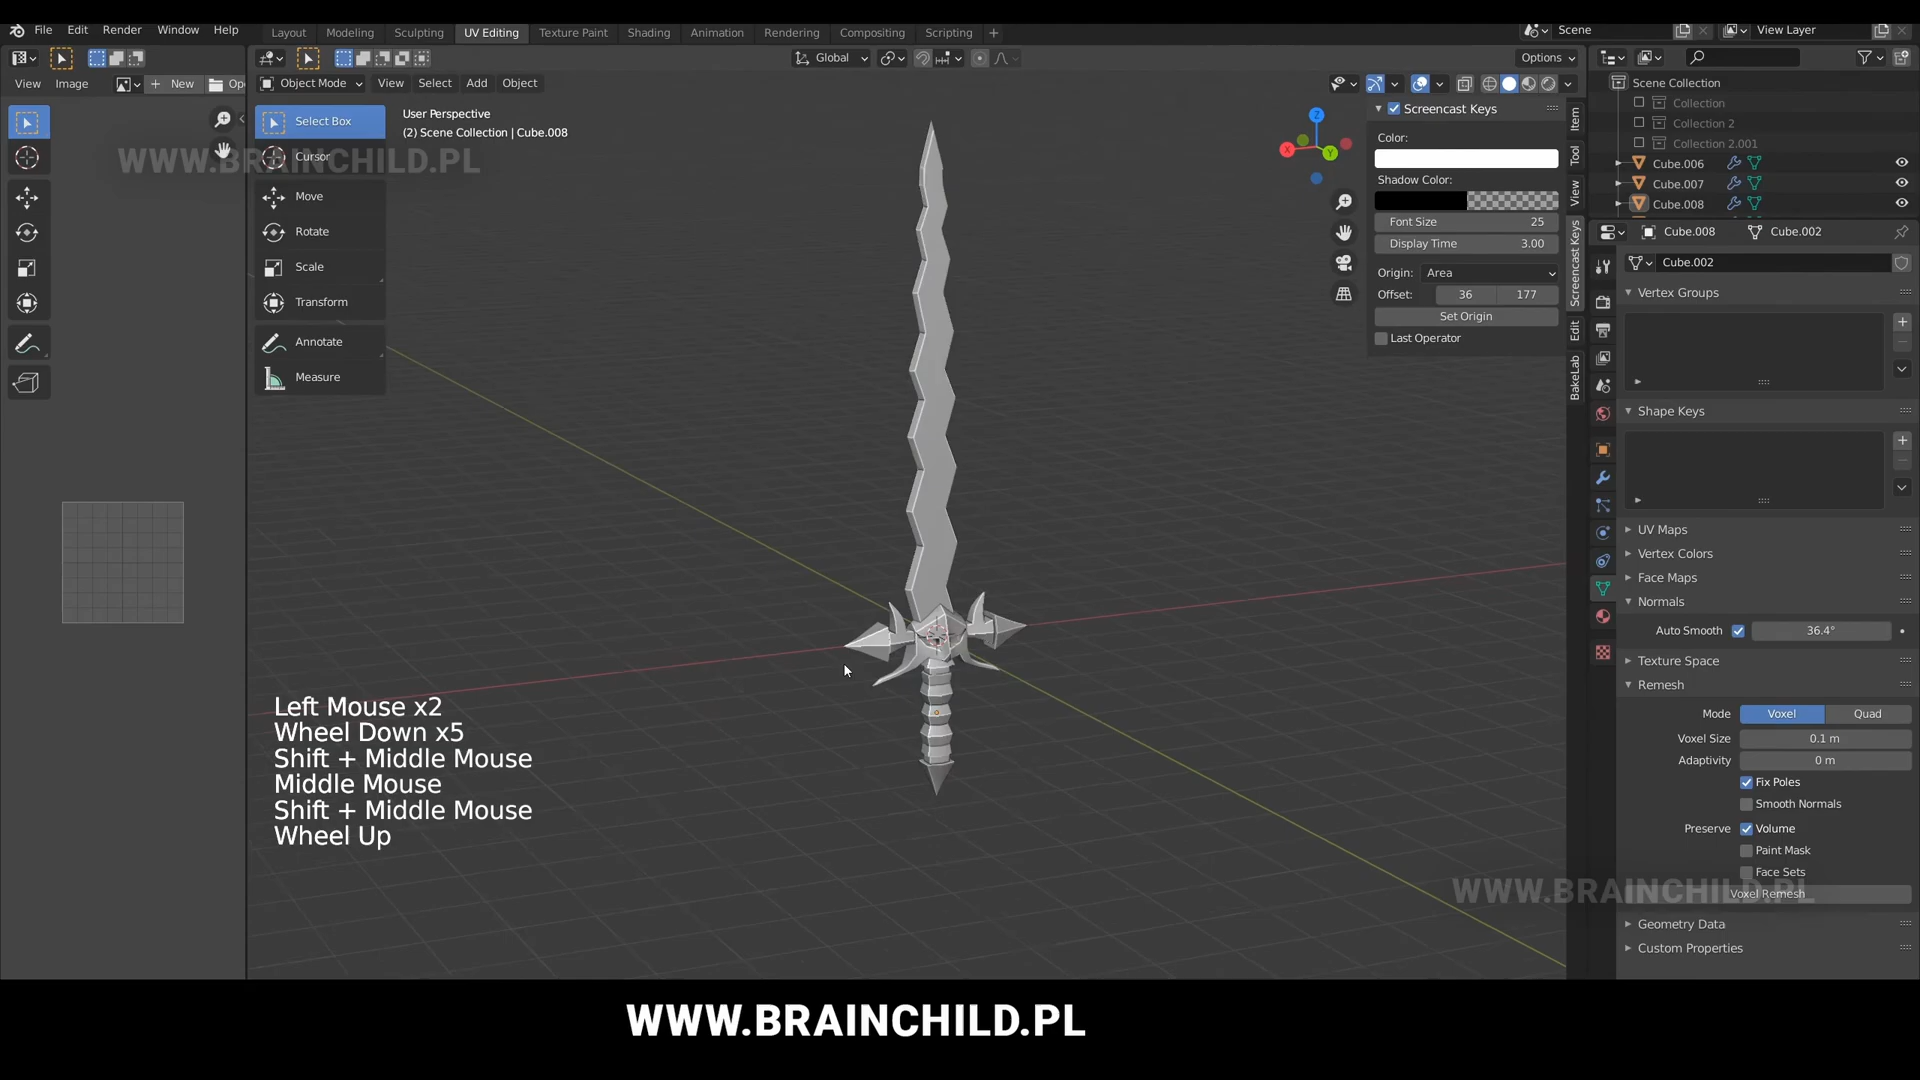 File Edit Render Window Help
Layout Modeling Sculpting UV Editing Texture Paint Shading Animation Rendering Compositing Scripting +
Scene
View Layer
Global
Options
View Image + New Op
Object Mode View Select Add Object
Select Box
Cursor
Move
Rotate
Scale
Transform
Annotate
Measure
User Perspective
(2) Scene Collection | Cube.008
WWW.BRAINCHILD.PL
X
Y
Z
Screencast Keys
Color:
Shadow Color:
Font Size 25
Display Time 3.00
Origin: Area
Offset: 36 177
Set Origin
Last Operator
Item
Tool
View
Screencast Keys
Edit
BakeLab
Scene Collection
Collection
Collection 2
Collection 2.001
Cube.006
Cube.007
Cube.008
Cube.008 Cube.002
Cube.002
Vertex Groups
Shape Keys
UV Maps
Vertex Colors
Face Maps
Normals
Auto Smooth 36.4°
Texture Space
Remesh
Mode Voxel Quad
Voxel Size 0.1 m
Adaptivity 0 m
Fix Poles
Smooth Normals
Preserve Volume
Paint Mask
Face Sets
Voxel Remesh
WWW.BRAINCHILD.PL
Geometry Data
Custom Properties
Left Mouse x2
Wheel Down x5
Shift + Middle Mouse
Middle Mouse
Shift + Middle Mouse
Wheel Up
WWW.BRAINCHILD.PL